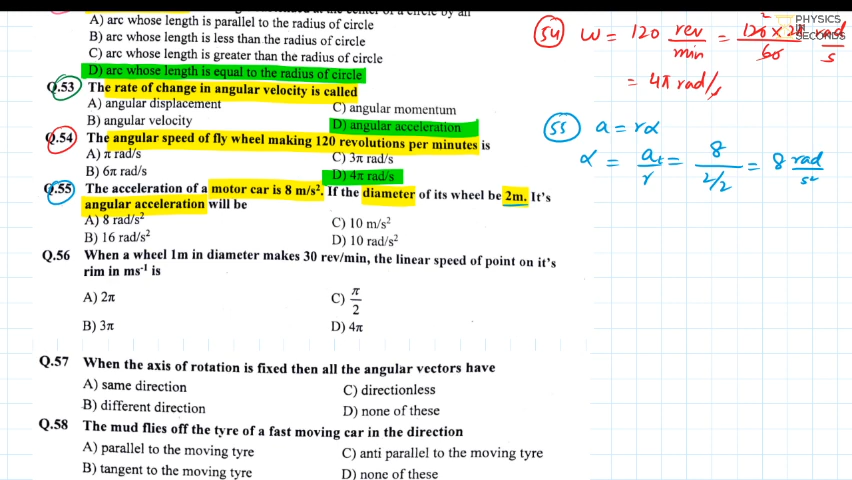 A) arc whose length is parallel to the radius of circle
B) arc whose length is less than the radius of circle
C) arc whose length is greater than the radius of circle
D) arc whose length is equal to the radius of circle
Q.53 The rate of change in angular velocity is called
A) angular displacement
C) angular momentum
B) angular velocity
D) angular acceleration
Q.54 The angular speed of fly wheel making 120 revolutions per minutes is
A) π rad/s
C) 3π rad/s
B) 6π rad/s
D) 4π rad/s
Q.55 The acceleration of a motor car is 8 m/s². If the diameter of its wheel be 2m. It's
angular acceleration will be
A) 8 rad/s²
C) 10 m/s²
B) 16 rad/s²
D) 10 rad/s²
Q.56 When a wheel 1m in diameter makes 30 rev/min, the linear speed of point on it's
rim in ms⁻¹ is
A) 2π
C) π/2
B) 3π
D) 4π
Q.57 When the axis of rotation is fixed then all the angular vectors have
A) same direction
C) directionless
B) different direction
D) none of these
Q.58 The mud flies off the tyre of a fast moving car in the direction
A) parallel to the moving tyre
C) anti parallel to the moving tyre
B) tangent to the moving tyre
D) none of these
PHYSICS
IN SECONDS
54 ω = 120 rev/min = 120 × 2π/60 rad/s
= 4π rad/s
55 a = rα
α = at/r = 8/2/2 = 8 rad/s²